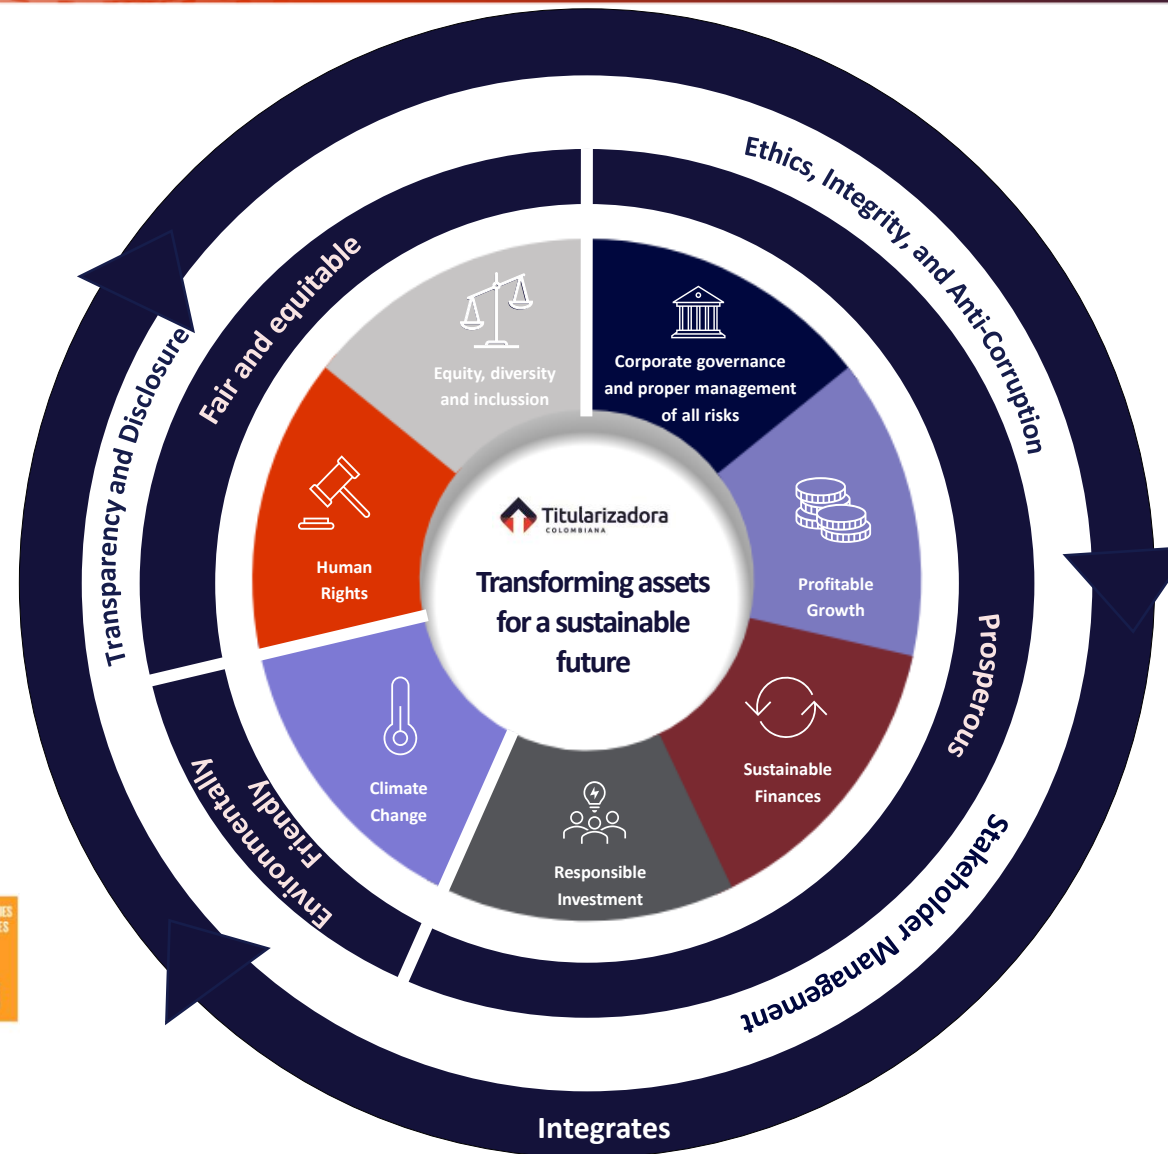 Ethics, Integrity, and Anti-Corruption
Fair and equitable
Transparency and Disclosure
Equity, diversity
and inclussion
Corporate governance
and proper management
of all risks
Human
Rights
Titularizadora
COLOMBIANA
Transforming assets
for a sustainable
future
Profitable
Growth
Prosperous
Climate
Change
Sustainable
Finances
Responsible
Investment
Environmentally
Friendly
Stakeholder Management
Integrates